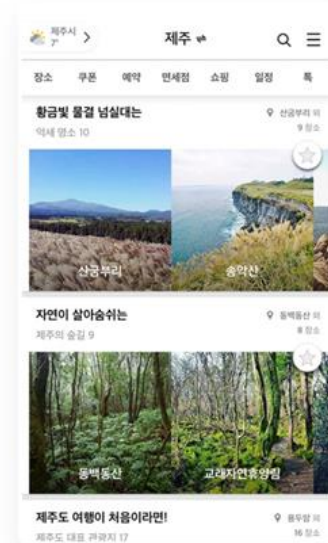 제주시
7°
제주 ⇌
장소 쿠폰 예약 면세점 쇼핑 일정 톡
황금빛 물결 넘실대는
산굼부리 외
억새 명소 10
9 장소
산굼부리
송악산
자연이 살아숨쉬는
동백동산 외
제주의 숲길 9
8 장소
동백동산
교래자연휴양림
제주도 여행이 처음이라면!
용두암 외
제주도 대표 관광지 17
16 장소